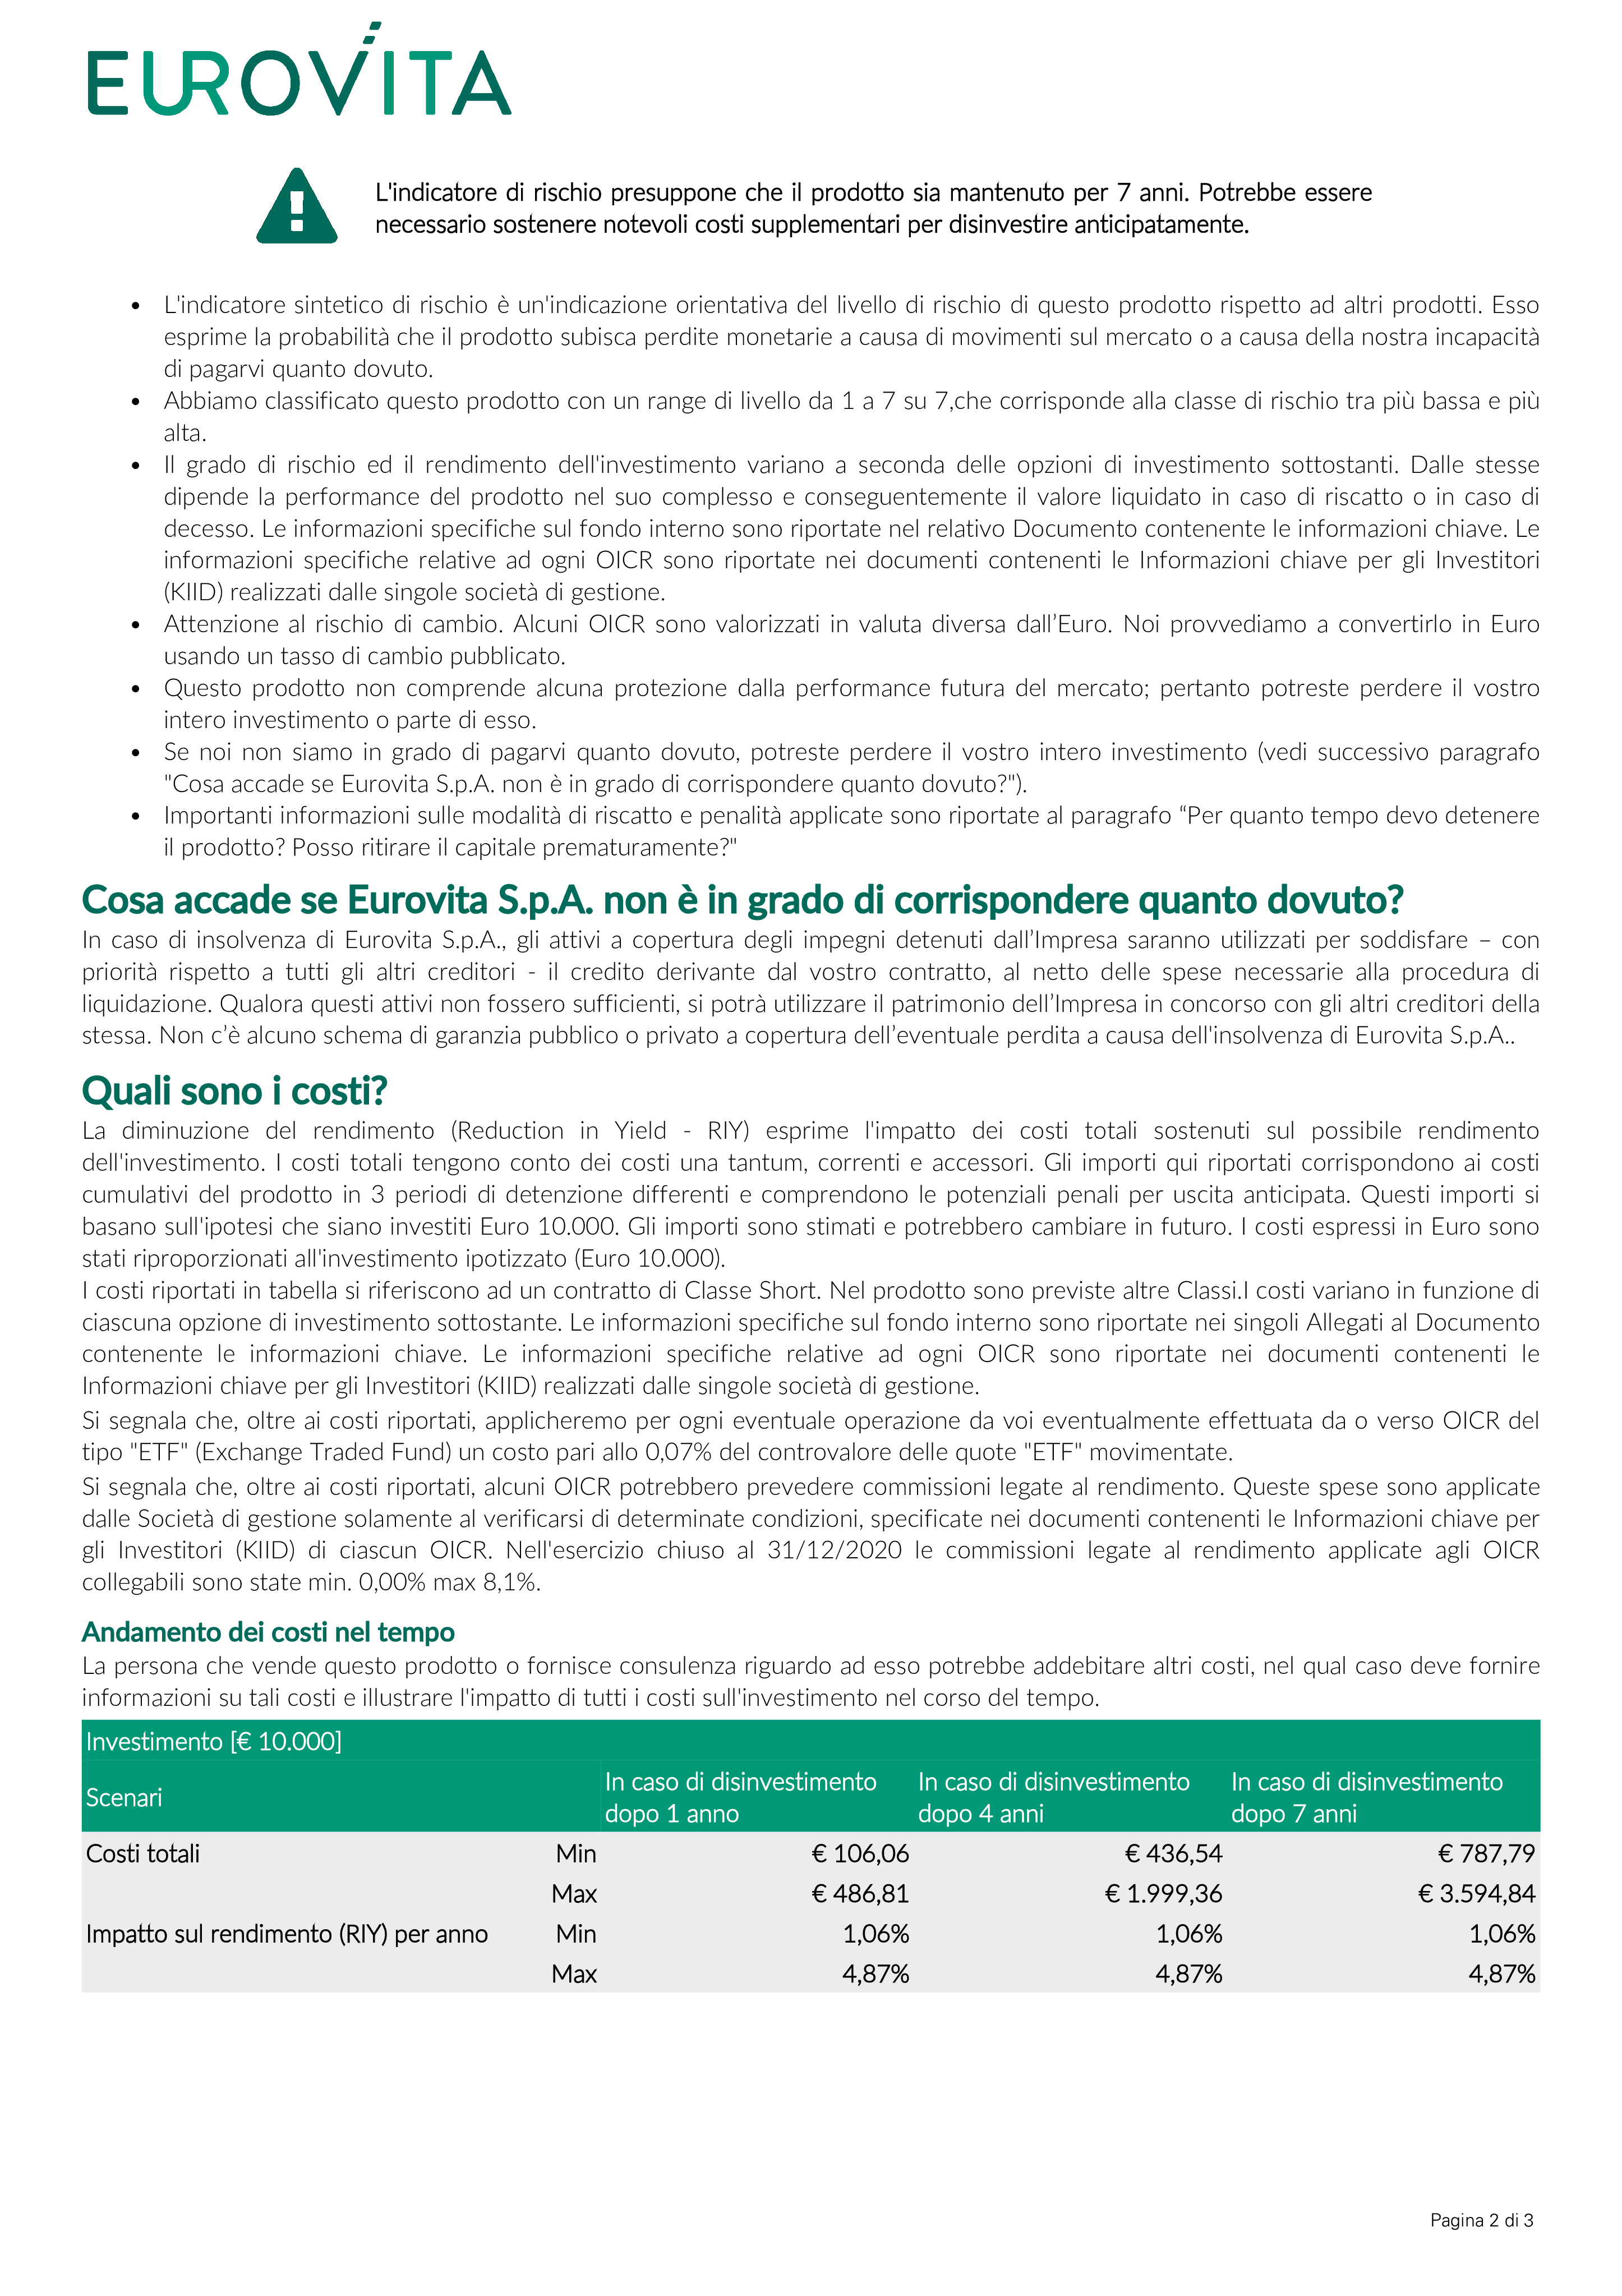 EUROVITA
L'indicatore di rischio presuppone che il prodotto sia mantenuto per 7 anni. Potrebbe essere
necessario sostenere notevoli costi supplementari per disinvestire anticipatamente.
• L'indicatore sintetico di rischio è un'indicazione orientativa del livello di rischio di questo prodotto rispetto ad altri prodotti. Esso
esprime la probabilità che il prodotto subisca perdite monetarie a causa di movimenti sul mercato o a causa della nostra incapacità
di pagarvi quanto dovuto.
• Abbiamo classificato questo prodotto con un range di livello da 1 a 7 su 7,che corrisponde alla classe di rischio tra più bassa e più
alta.
• Il grado di rischio ed il rendimento dell'investimento variano a seconda delle opzioni di investimento sottostanti. Dalle stesse
dipende la performance del prodotto nel suo complesso e conseguentemente il valore liquidato in caso di riscatto o in caso di
decesso. Le informazioni specifiche sul fondo interno sono riportate nel relativo Documento contenente le informazioni chiave. Le
informazioni specifiche relative ad ogni OICR sono riportate nei documenti contenenti le Informazioni chiave per gli Investitori
(KIID) realizzati dalle singole società di gestione.
• Attenzione al rischio di cambio. Alcuni OICR sono valorizzati in valuta diversa dall’Euro. Noi provvediamo a convertirlo in Euro
usando un tasso di cambio pubblicato.
• Questo prodotto non comprende alcuna protezione dalla performance futura del mercato; pertanto potreste perdere il vostro
intero investimento o parte di esso.
• Se noi non siamo in grado di pagarvi quanto dovuto, potreste perdere il vostro intero investimento (vedi successivo paragrafo
"Cosa accade se Eurovita S.p.A. non è in grado di corrispondere quanto dovuto?").
• Importanti informazioni sulle modalità di riscatto e penalità applicate sono riportate al paragrafo “Per quanto tempo devo detenere
il prodotto? Posso ritirare il capitale prematuramente?"
Cosa accade se Eurovita S.p.A. non è in grado di corrispondere quanto dovuto?
In caso di insolvenza di Eurovita S.p.A., gli attivi a copertura degli impegni detenuti dall’Impresa saranno utilizzati per soddisfare – con
priorità rispetto a tutti gli altri creditori - il credito derivante dal vostro contratto, al netto delle spese necessarie alla procedura di
liquidazione. Qualora questi attivi non fossero sufficienti, si potrà utilizzare il patrimonio dell’Impresa in concorso con gli altri creditori della
stessa. Non c’è alcuno schema di garanzia pubblico o privato a copertura dell’eventuale perdita a causa dell'insolvenza di Eurovita S.p.A..
Quali sono i costi?
La diminuzione del rendimento (Reduction in Yield - RIY) esprime l'impatto dei costi totali sostenuti sul possibile rendimento
dell'investimento. I costi totali tengono conto dei costi una tantum, correnti e accessori. Gli importi qui riportati corrispondono ai costi
cumulativi del prodotto in 3 periodi di detenzione differenti e comprendono le potenziali penali per uscita anticipata. Questi importi si
basano sull'ipotesi che siano investiti Euro 10.000. Gli importi sono stimati e potrebbero cambiare in futuro. I costi espressi in Euro sono
stati riproporzionati all'investimento ipotizzato (Euro 10.000).
I costi riportati in tabella si riferiscono ad un contratto di Classe Short. Nel prodotto sono previste altre Classi.I costi variano in funzione di
ciascuna opzione di investimento sottostante. Le informazioni specifiche sul fondo interno sono riportate nei singoli Allegati al Documento
contenente le informazioni chiave. Le informazioni specifiche relative ad ogni OICR sono riportate nei documenti contenenti le
Informazioni chiave per gli Investitori (KIID) realizzati dalle singole società di gestione.
Si segnala che, oltre ai costi riportati, applicheremo per ogni eventuale operazione da voi eventualmente effettuata da o verso OICR del
tipo "ETF" (Exchange Traded Fund) un costo pari allo 0,07% del controvalore delle quote "ETF" movimentate.
Si segnala che, oltre ai costi riportati, alcuni OICR potrebbero prevedere commissioni legate al rendimento. Queste spese sono applicate
dalle Società di gestione solamente al verificarsi di determinate condizioni, specificate nei documenti contenenti le Informazioni chiave per
gli Investitori (KIID) di ciascun OICR. Nell'esercizio chiuso al 31/12/2020 le commissioni legate al rendimento applicate agli OICR
collegabili sono state min. 0,00% max 8,1%.
Andamento dei costi nel tempo
La persona che vende questo prodotto o fornisce consulenza riguardo ad esso potrebbe addebitare altri costi, nel qual caso deve fornire
informazioni su tali costi e illustrare l'impatto di tutti i costi sull'investimento nel corso del tempo.
Investimento [€ 10.000]
Scenari In caso di disinvestimento dopo 1 anno In caso di disinvestimento dopo 4 anni In caso di disinvestimento dopo 7 anni
Costi totali Min € 106,06 € 436,54 € 787,79
Max € 486,81 € 1.999,36 € 3.594,84
Impatto sul rendimento (RIY) per anno Min 1,06% 1,06% 1,06%
Max 4,87% 4,87% 4,87%
Pagina 2 di 3